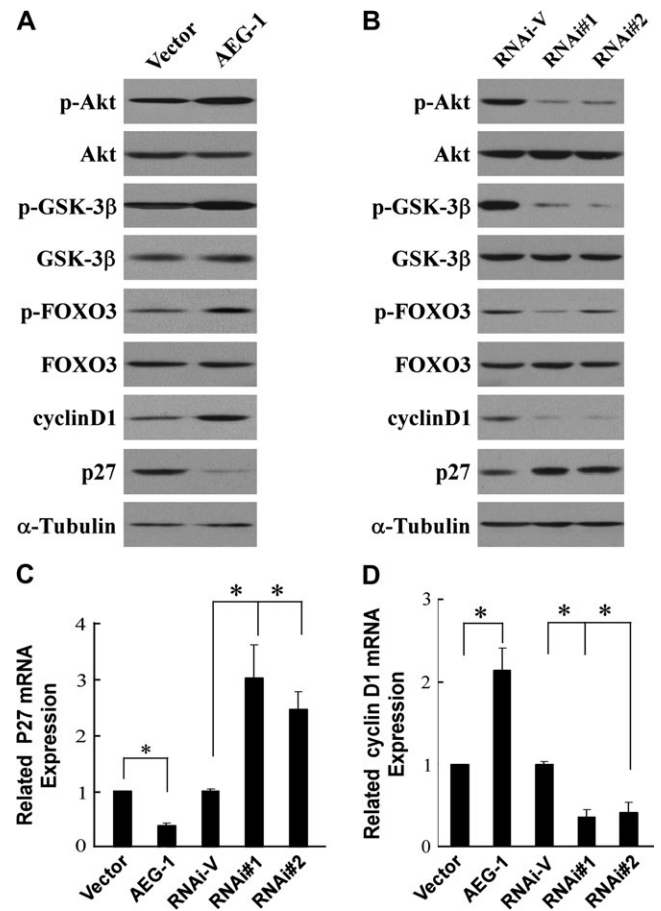 A
Vector
AEG-1
p-Akt
Akt
p-GSK-3β
GSK-3β
p-FOXO3
FOXO3
cyclinD1
p27
α-Tubulin
B
RNAi-V
RNAi#1
RNAi#2
p-Akt
Akt
p-GSK-3β
GSK-3β
p-FOXO3
FOXO3
cyclinD1
p27
α-Tubulin
C
Related P27 mRNA
Expression
4
3
2
1
0
*
*
*
Vector
AEG-1
RNAi-V
RNAi#1
RNAi#2
D
Related cyclin D1 mRNA
Expression
3
2
1
0
*
*
*
Vector
AEG-1
RNAi-V
RNAi#1
RNAi#2